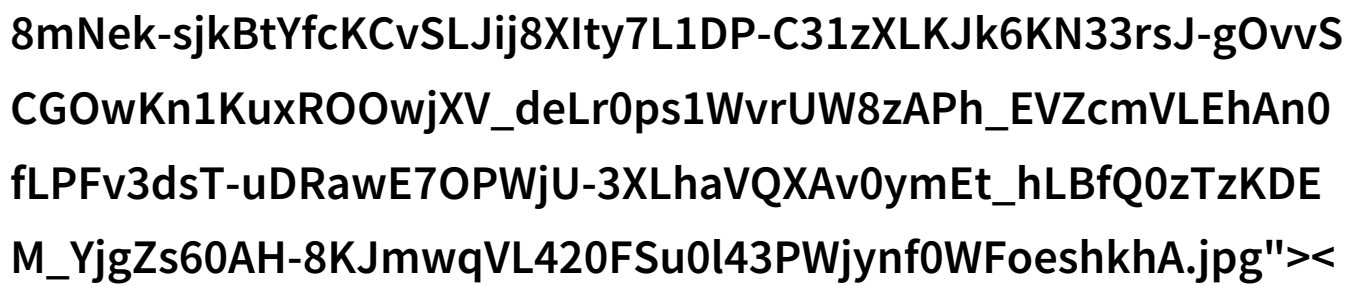 8mNek-sjkBtYfcKCvSLJij8XIty7L1DP-C31zXLKJk6KN33rsJ-gOvvS
CGOwKn1KuxROOwjXV_deLr0ps1WvrUW8zAPh_EVZcmVLEhAn0
fLPFv3dsT-uDRawE7OPWjU-3XLhaVQXAv0ymEt_hLBfQ0zTzKDE
M_YjgZs60AH-8KJmwqVL420FSu0l43PWjynf0WFoeshkhA.jpg"><